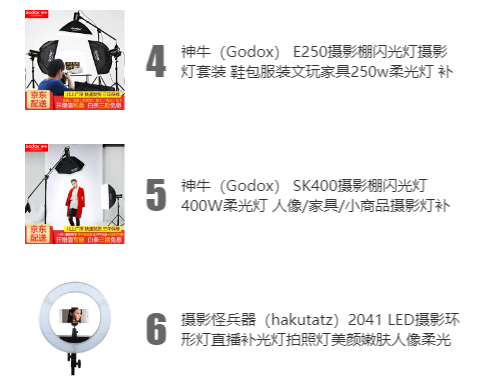 Godox 神牛
京东
配送
4
神牛（Godox） E250摄影棚闪光灯摄影
灯套装 鞋包服装文玩家具250w柔光灯 补
京东
配送
5
神牛（Godox） SK400摄影棚闪光灯
400W柔光灯 人像/家具/小商品摄影灯补
6
摄影怪兵器（hakutatz）2041 LED摄影环
形灯直播补光灯拍照灯美颜嫩肤人像柔光